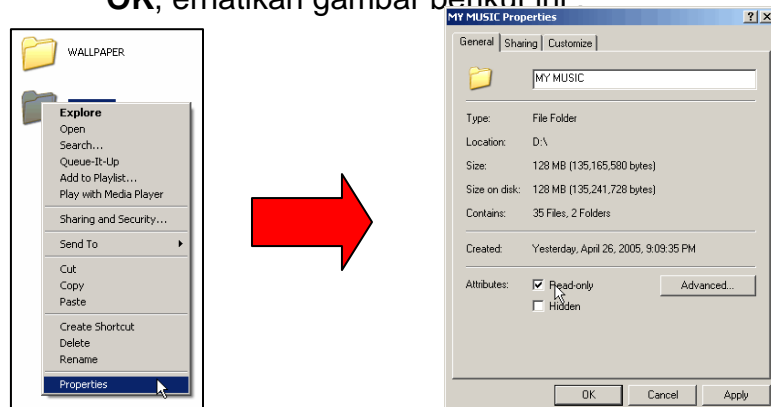 OK, erhatikan gambar berikut ini :
WALLPAPER
Explore
Open
Search...
Queue-It-Up
Add to Playlist...
Play with Media Player
Sharing and Security...
Send To
Cut
Copy
Paste
Create Shortcut
Delete
Rename
Properties
MY MUSIC Properties
General Sharing Customize
MY MUSIC
Type: File Folder
Location: D:\
Size: 128 MB (135,165,580 bytes)
Size on disk: 128 MB (135,241,728 bytes)
Contains: 35 Files, 2 Folders
Created: Yesterday, April 26, 2005, 9:09:35 PM
Attributes: Read-only Advanced...
Hidden
OK Cancel Apply